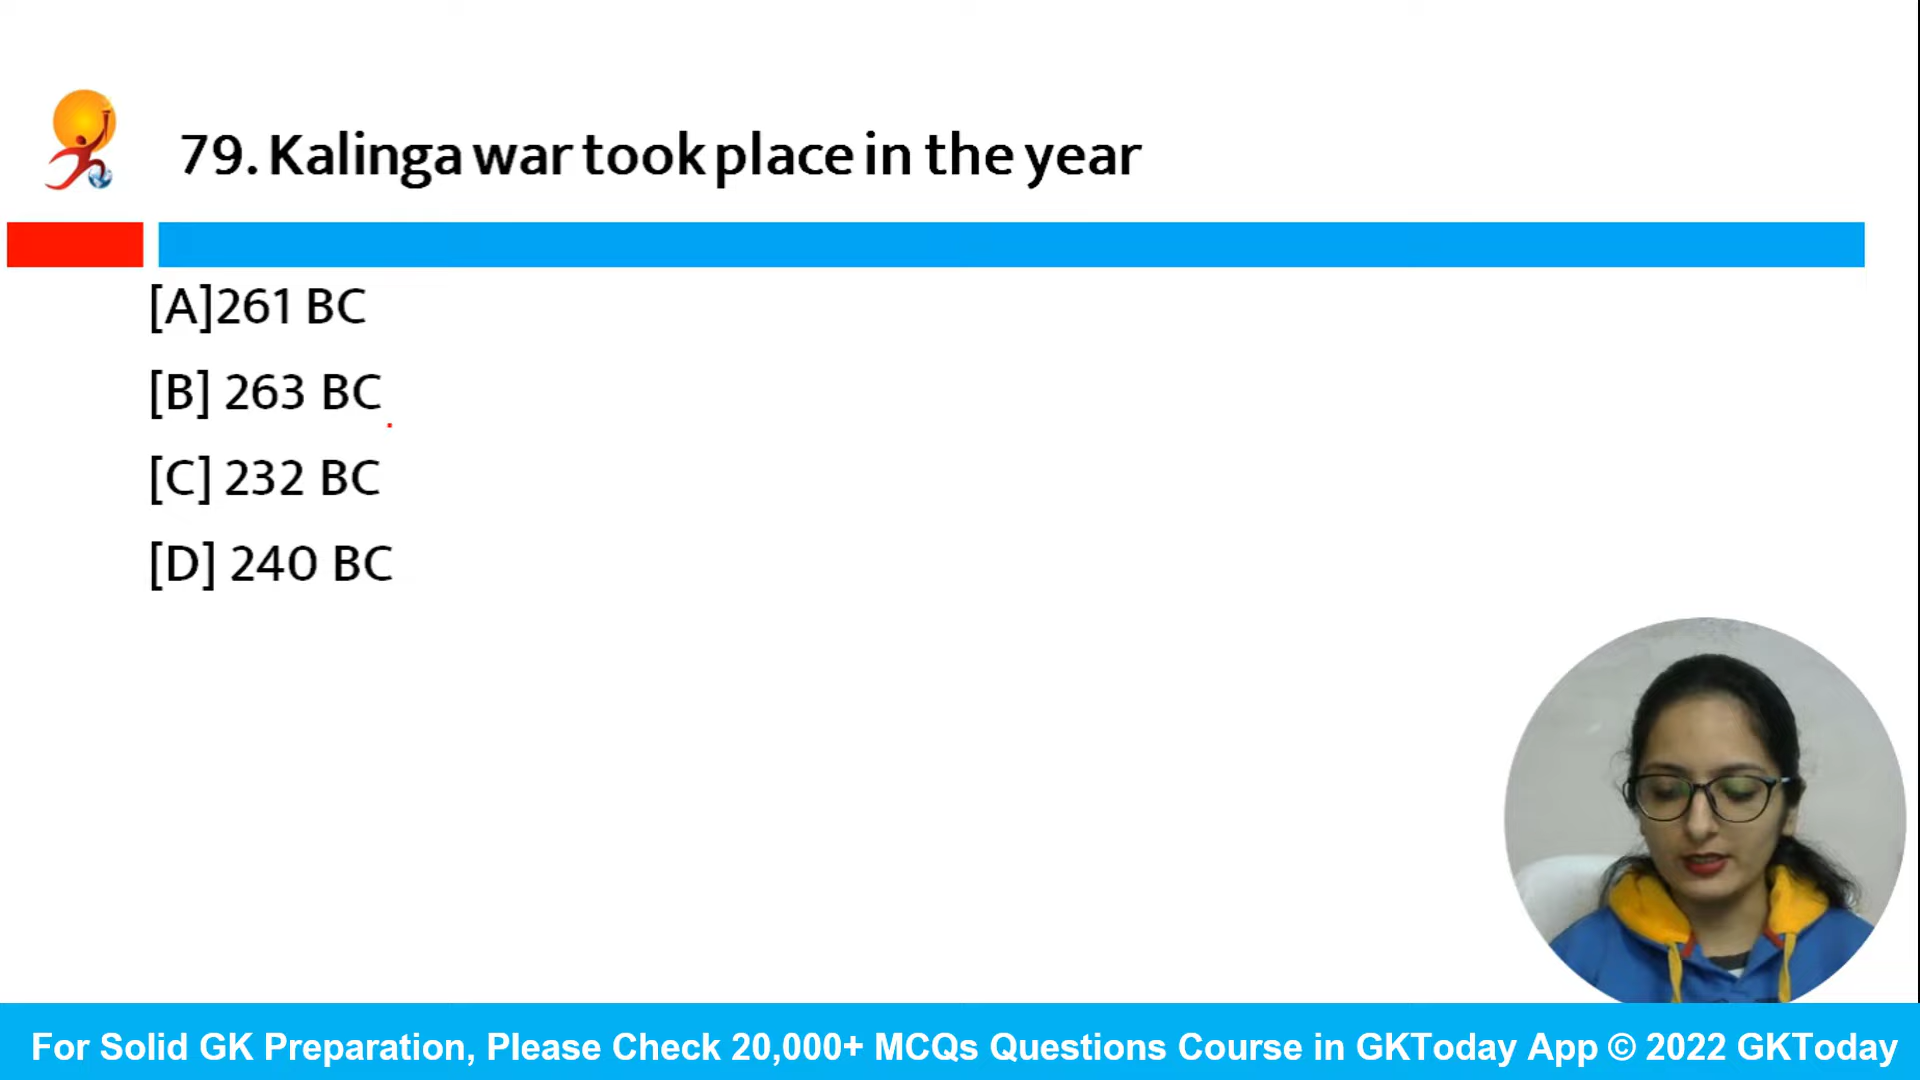 79. Kalinga war took place in the year
[A]261 BC
[B] 263 BC
[C] 232 BC
[D] 240 BC
For Solid GK Preparation, Please Check 20,000+ MCQs Questions Course in GKToday App © 2022 GKToday